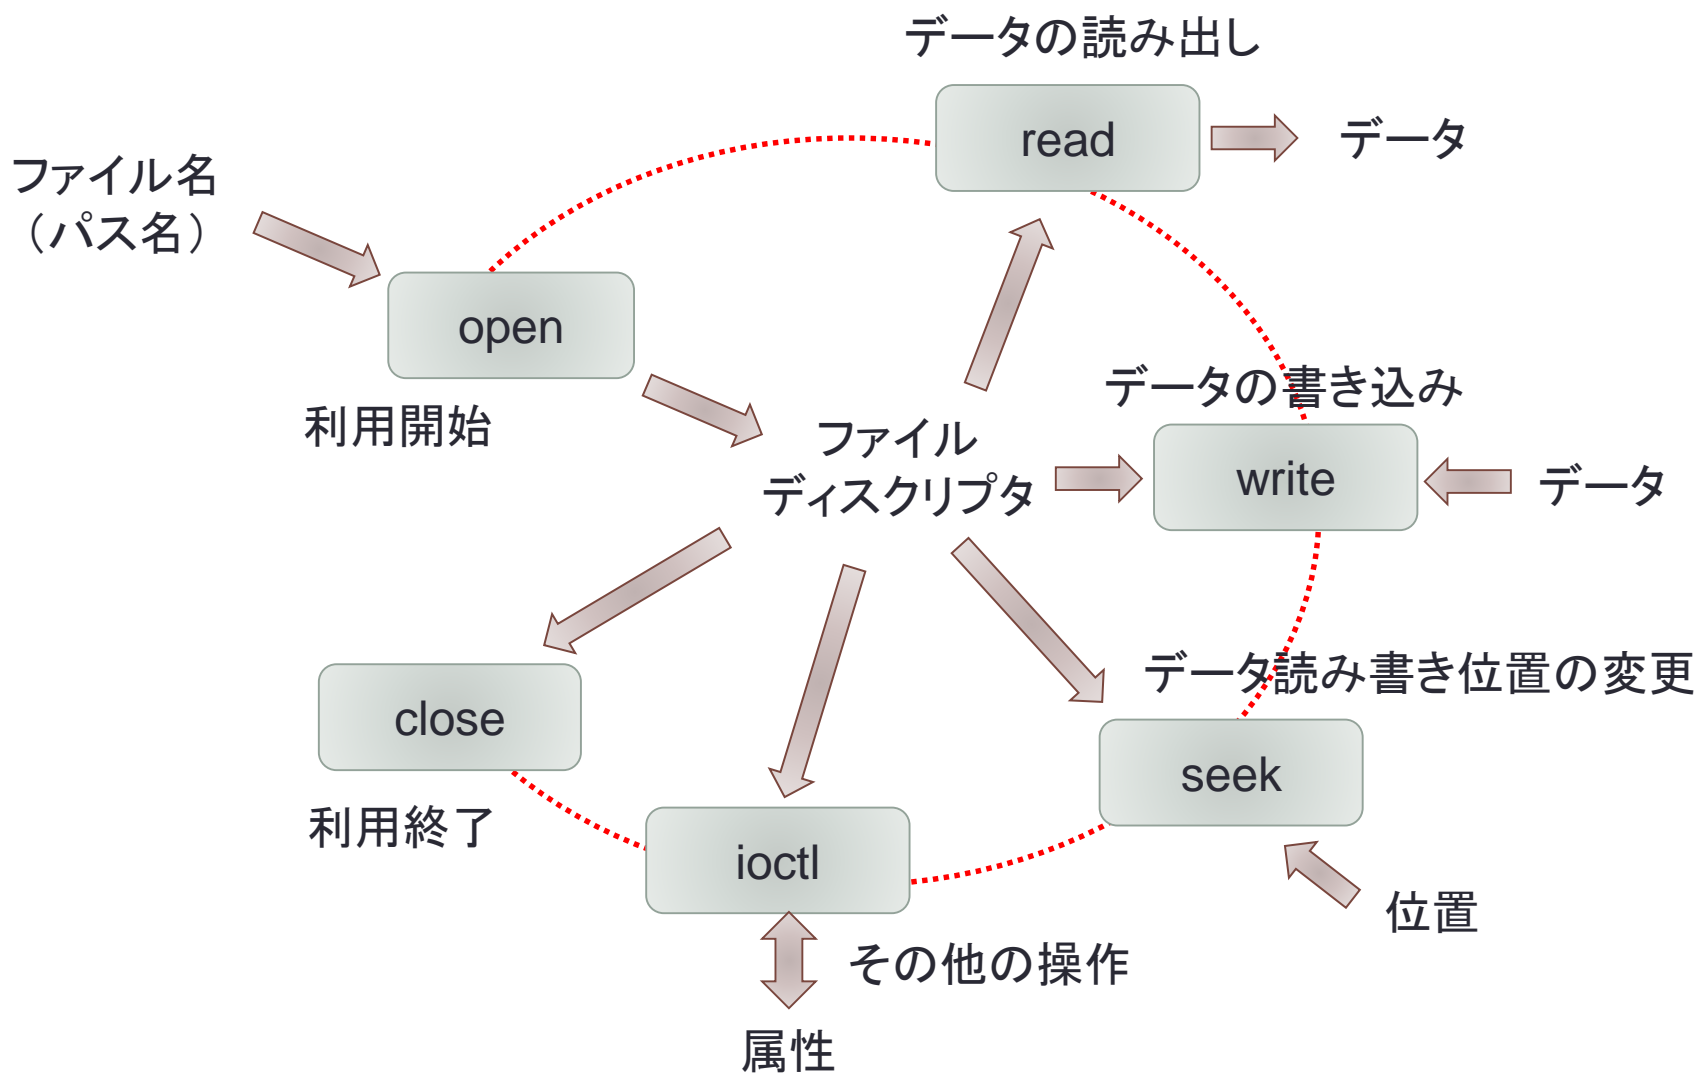 データの読み出し
read
データ
ファイル名
（パス名）
open
利用開始
データの書き込み
ファイル
ディスクリプタ
write
データ
データ読み書き位置の変更
close
seek
利用終了
ioctl
位置
その他の操作
属性